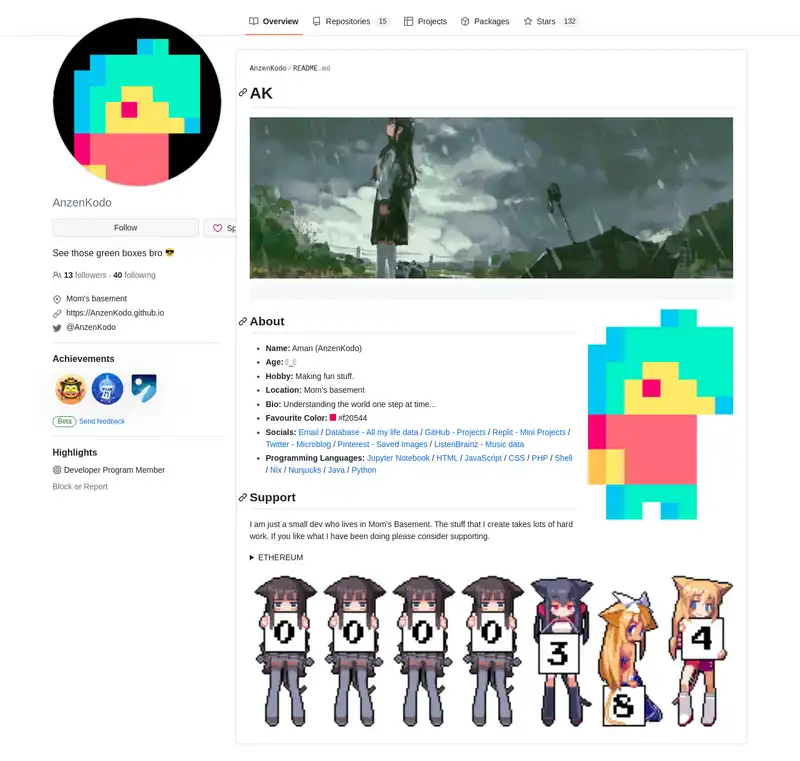 Overview Repositories 15 Projects Packages Stars 132
AnzenKodo
Follow
Sp
See those green boxes bro 😎
13 followers · 40 following
Mom's basement
https://AnzenKodo.github.io
@AnzenKodo
Achievements
Beta Send feedback
Highlights
Developer Program Member
Block or Report
AnzenKodo / README.md
AK
About
Name: Aman (AnzenKodo)
Age:
Hobby: Making fun stuff.
Location: Mom's basement
Bio: Understanding the world one step at time...
Favourite Color: #f20544
Socials: Email / Database - All my life data / GitHub - Projects / Replit - Mini Projects /
Twitter - Microblog / Pinterest - Saved Images / ListenBrainz - Music data
Programming Languages: Jupyter Notebook / HTML / JavaScript / CSS / PHP / Shell
/ Nix / Nunjucks / Java / Python
Support
I am just a small dev who lives in Mom's Basement. The stuff that I create takes lots of hard
work. If you like what I have been doing please consider supporting.
ETHEREUM
0 0 0 0 3 8 4